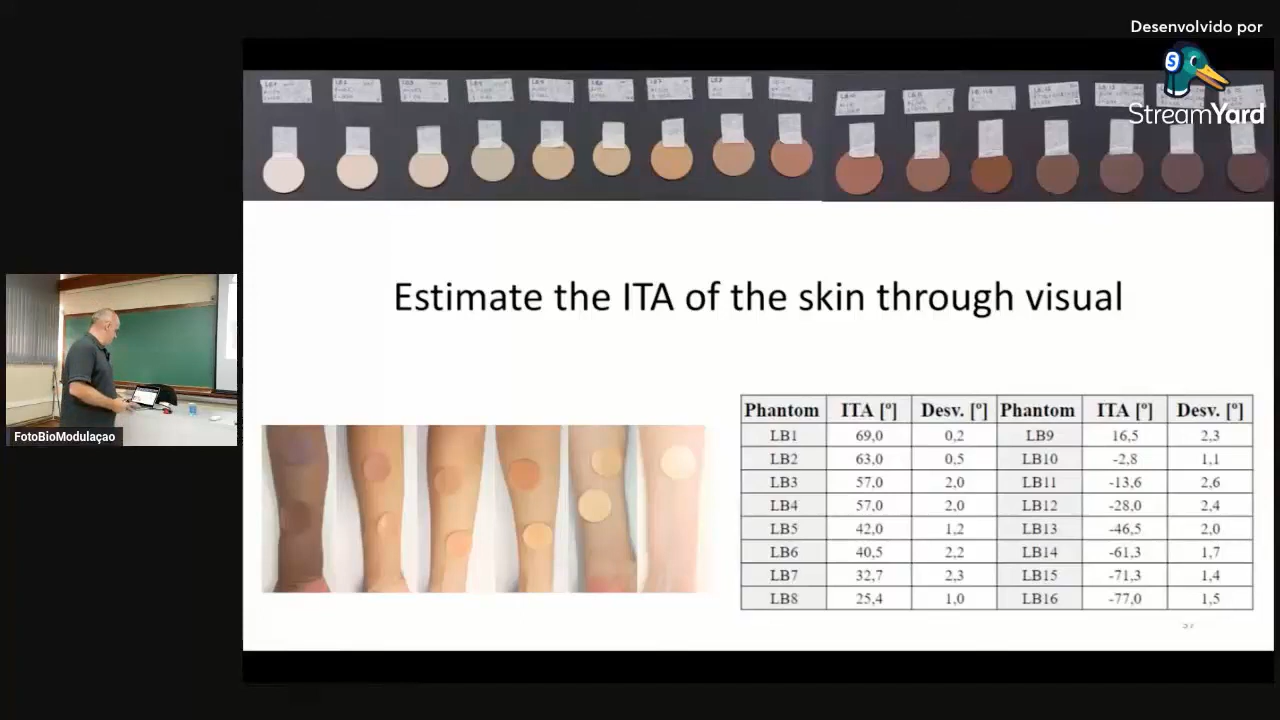 Desenvolvido por
StreamYard
Estimate the ITA of the skin through visual
Phantom ITA [º] Desv. [º] Phantom ITA [º] Desv. [º]
LB1 69,0 0,2 LB9 16,5 2,3
LB2 63,0 0,5 LB10 -2,8 1,1
LB3 57,0 2,0 LB11 -13,6 2,6
LB4 57,0 2,0 LB12 -28,0 2,4
LB5 42,0 1,2 LB13 -46,5 2,0
LB6 40,5 2,2 LB14 -61,3 1,7
LB7 32,7 2,3 LB15 -71,3 1,4
LB8 25,4 1,0 LB16 -77,0 1,5
FotoBioModulaçao